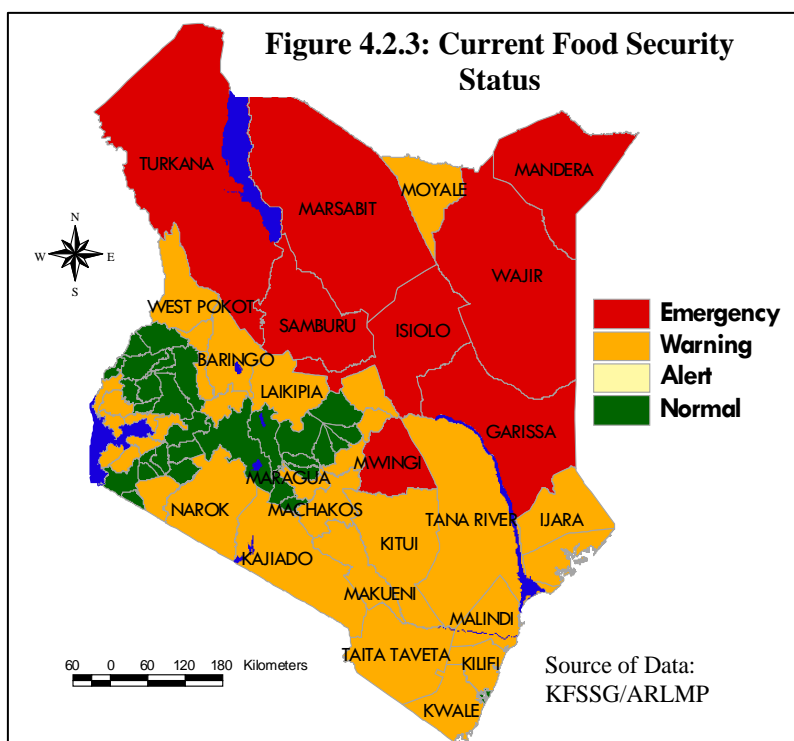 Figure 4.2.3: Current Food Security
Status
TURKANA
MANDERA
MOYALE
MARSABIT
N
W E
S
WAJIR
WEST POKOT
SAMBURU
ISIOLO
BARINGO
LAIKIPIA
GARISSA
MWINGI
MARAGUA
NAROK
MACHAKOS
TANA RIVER
IJARA
KITUI
KAJIADO
MAKUENI
MALINDI
TAITA TAVETA
KILIFI
KWALE
Emergency
Warning
Alert
Normal
60 0 60 120 180 Kilometers
Source of Data:
KFSSG/ARLMP